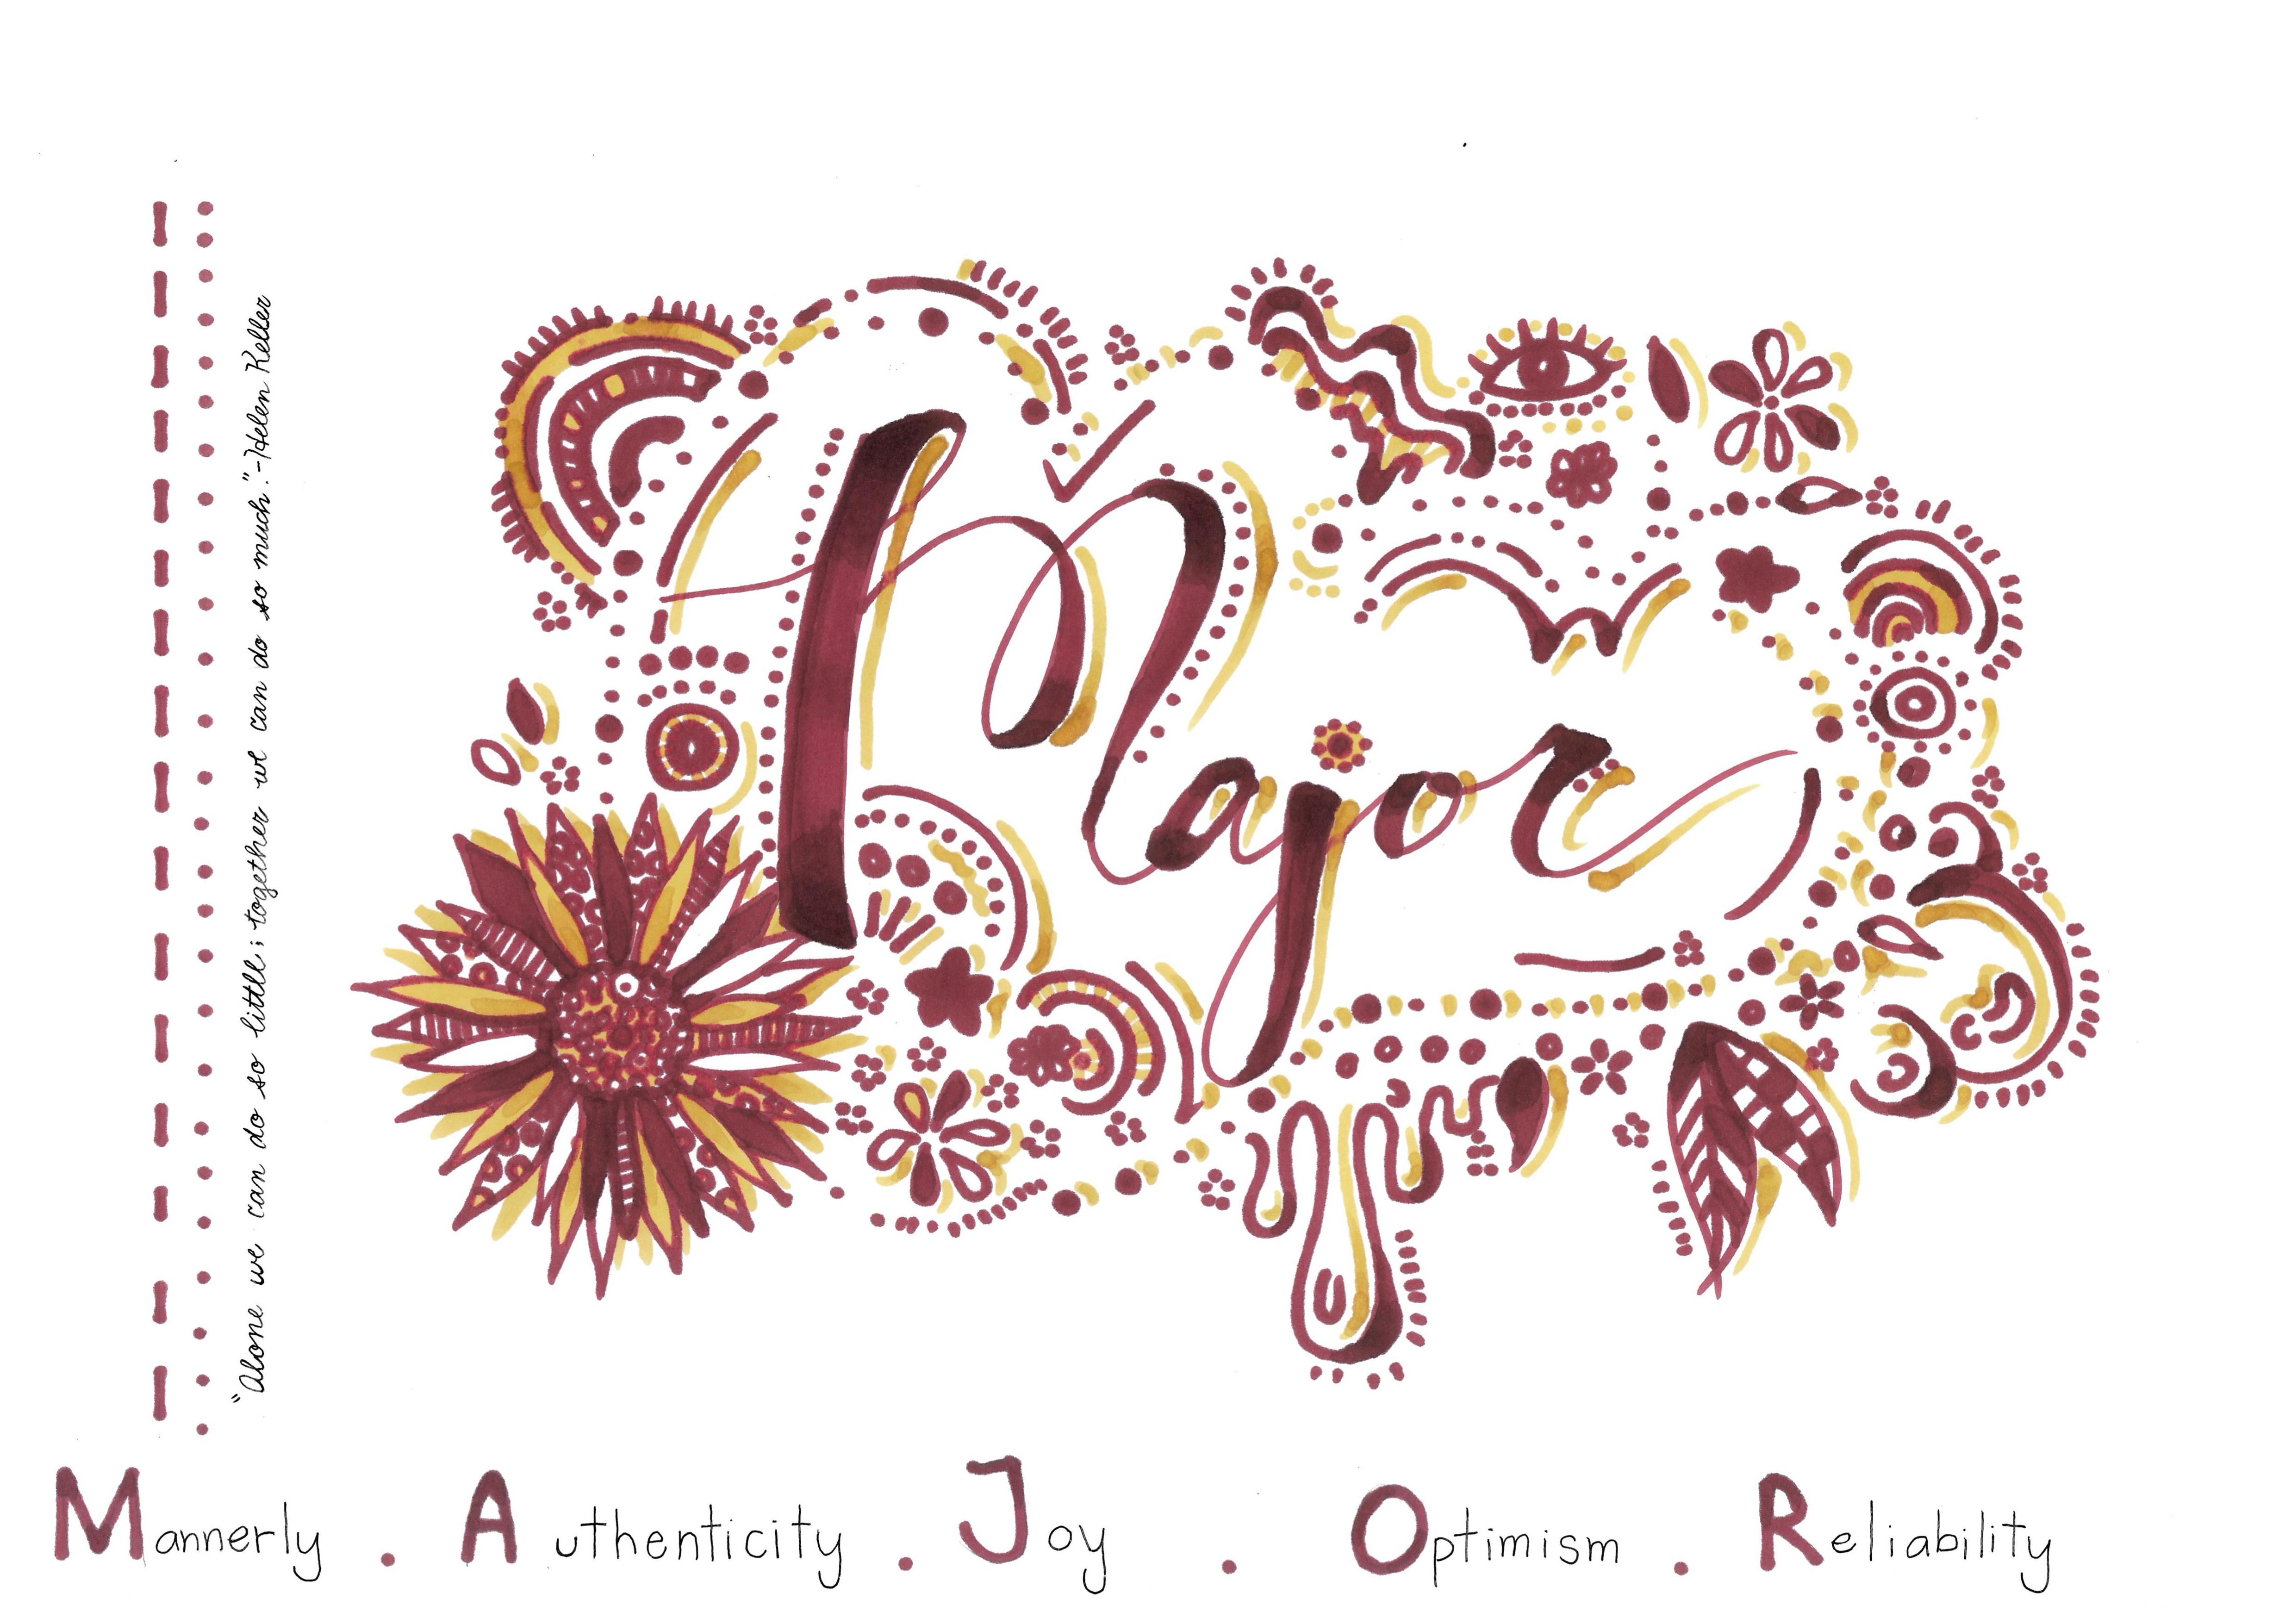 "Alone we can do so little; together we can do so much." - Helen Keller
Major
Mannerly . Authenticity . Joy . Optimism . Reliability